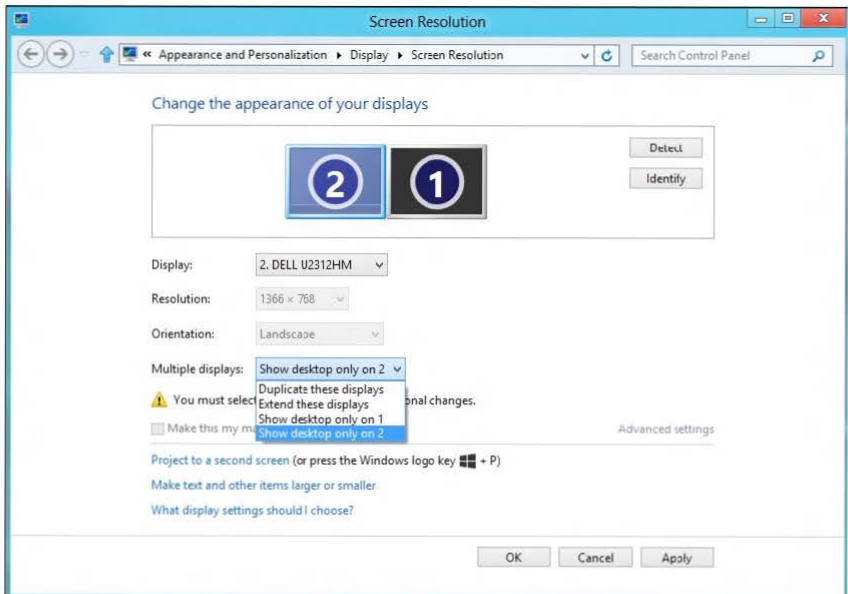 Screen Resolution
« Appearance and Personalization ▸ Display ▸ Screen Resolution
Search Control Panel
Change the appearance of your displays
2
1
Detect
Identify
Display: 2. DELL U2312HM
Resolution: 1366 × 768
Orientation: Landscape
Multiple displays: Show desktop only on 2
Duplicate these displays
You must select onal changes.
Extend these displays
Show desktop only on 1
Make this my m
Show desktop only on 2
Advanced settings
Project to a second screen (or press the Windows logo key + P)
Make text and other items larger or smaller
What display settings should I choose?
OK
Cancel
Apply